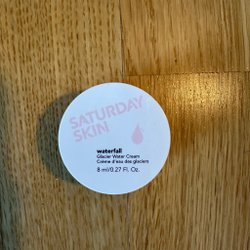 SATURDAY
SKIN
waterfall
Glacier Water Cream
Crème d'eau des glaciers
8 ml/0.27 Fl. Oz.